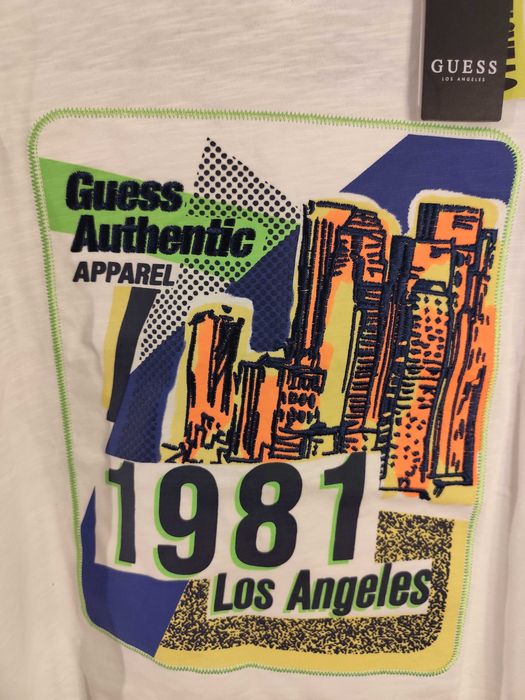 GUESS
LOS ANGELES
Guess
Authentic
APPAREL
1981
Los Angeles